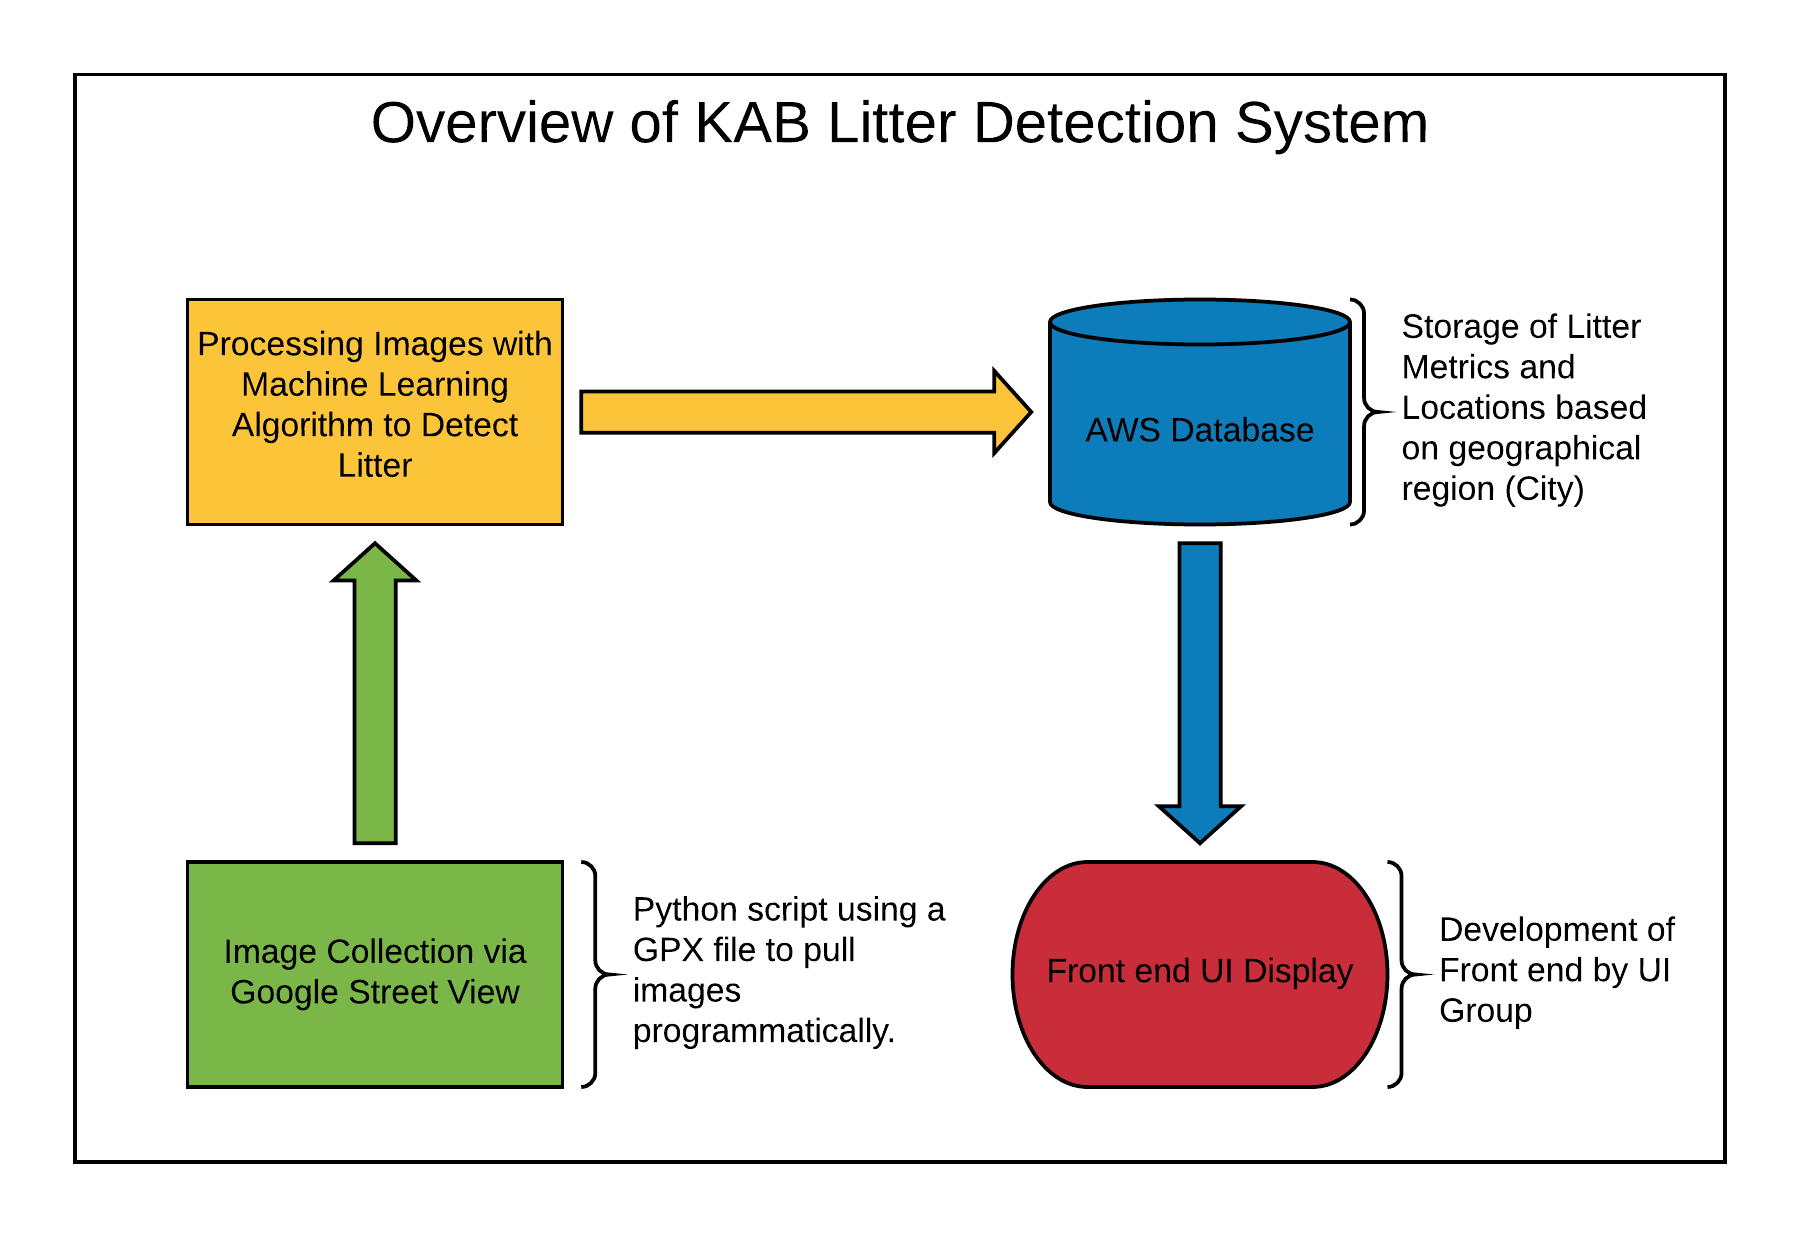 Overview of KAB Litter Detection System
Processing Images with
Machine Learning
Algorithm to Detect
Litter
AWS Database
Storage of Litter
Metrics and
Locations based
on geographical
region (City)
Image Collection via
Google Street View
Python script using a
GPX file to pull
images
programmatically.
Front end UI Display
Development of
Front end by UI
Group